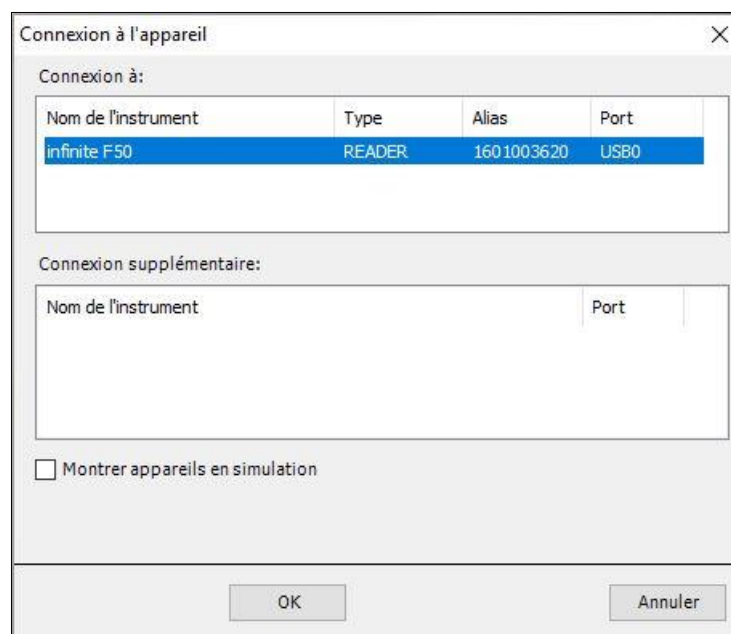 Connexion à l'appareil
Connexion à:
Nom de l'instrument Type Alias Port
infinite F50 READER 1601003620 USB0
Connexion supplémentaire:
Nom de l'instrument Port
Montrer appareils en simulation
OK Annuler